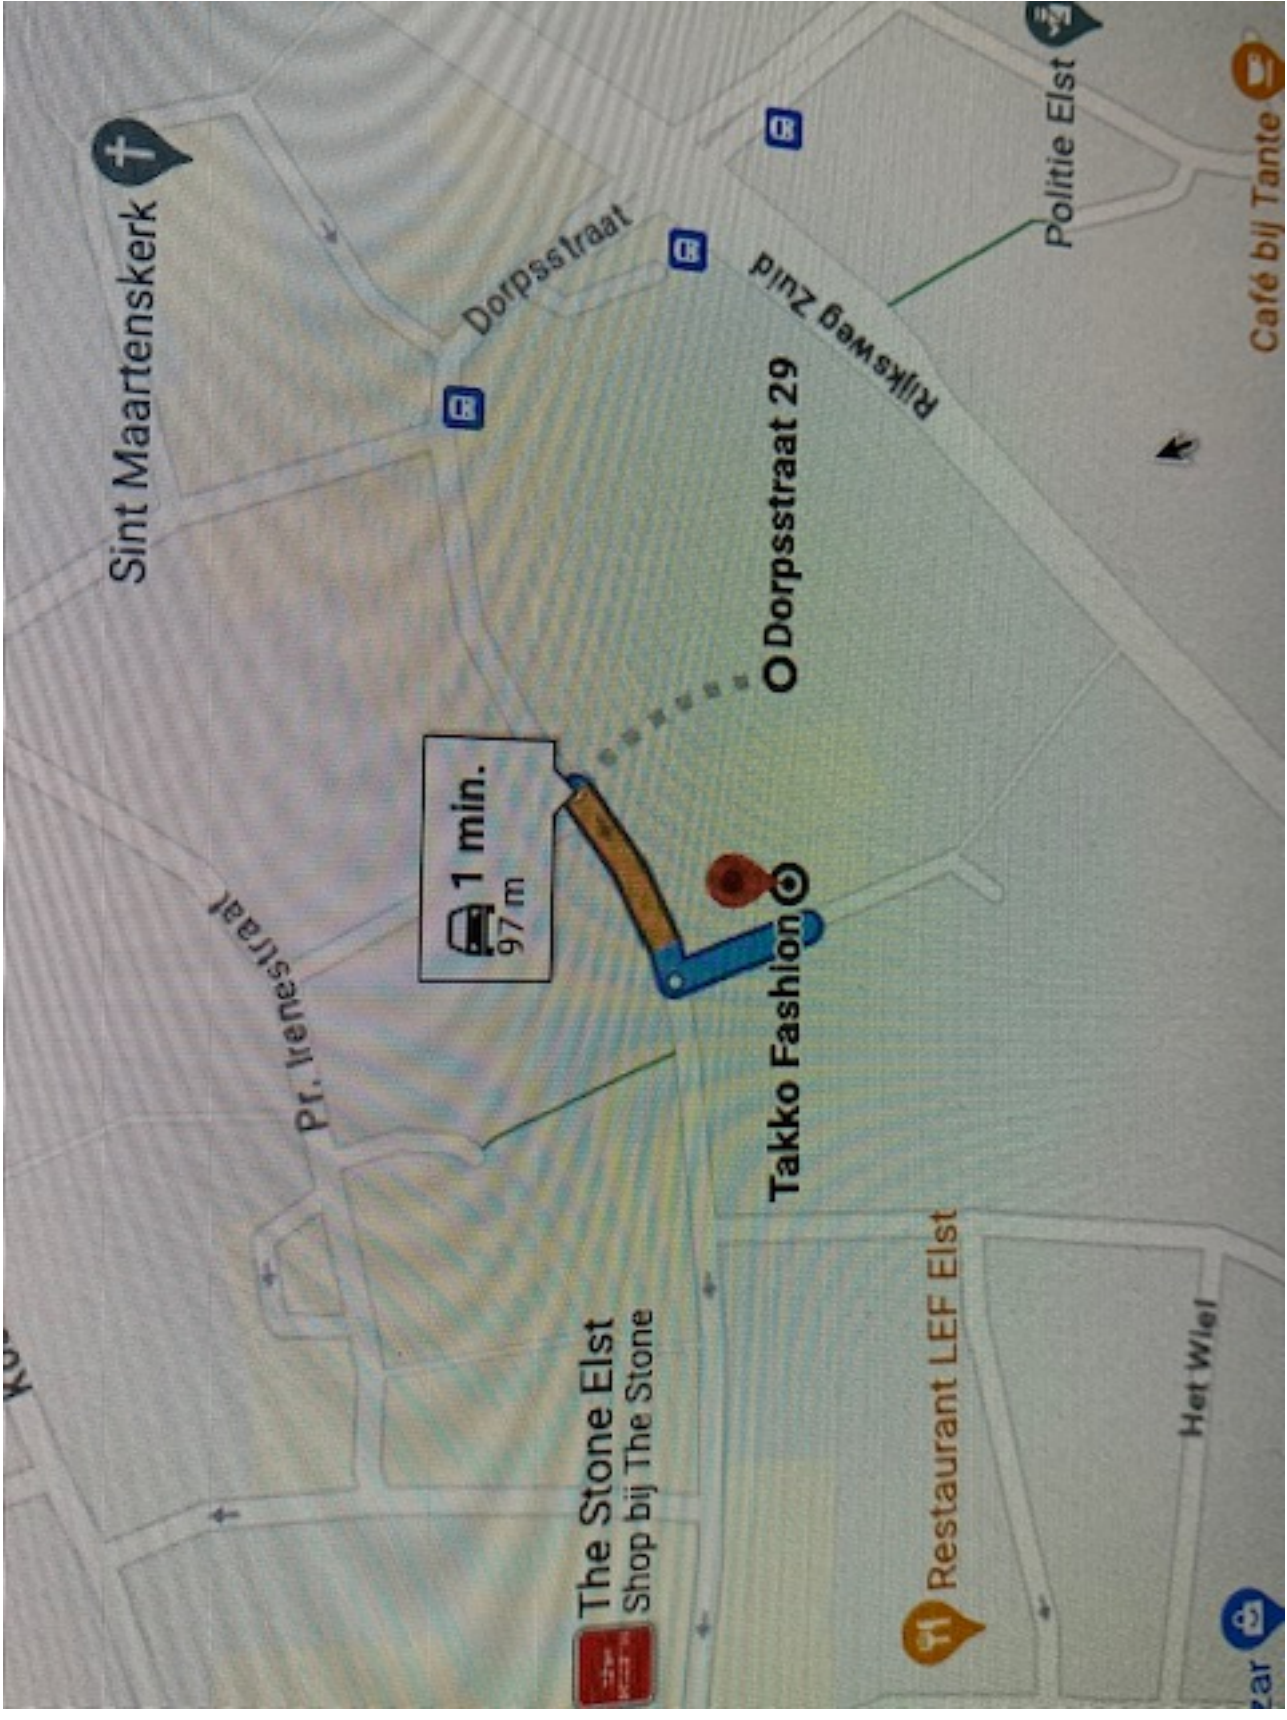 Sint Maartenskerk
Pr. Irenestraat
1 min.
97 m
Dorpsstraat
The Stone Elst
Shop bij The Stone
Takko Fashion
Dorpsstraat 29
Rijksweg Zuid
Restaurant LEF Elst
Politie Elst
Het Wiel
Café bij Tante
zar